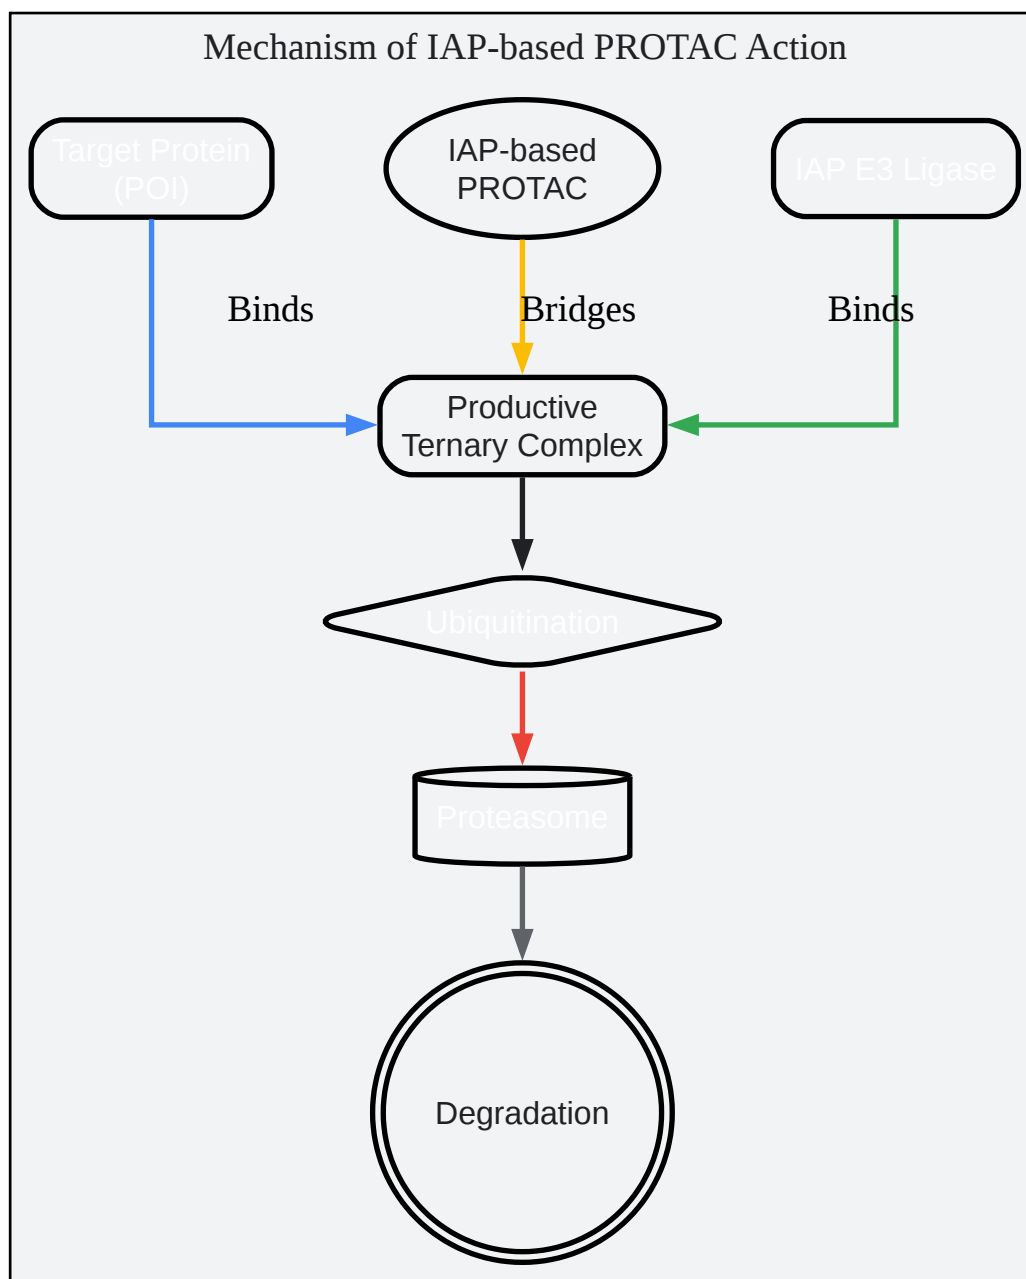 Mechanism of IAP-based PROTAC Action
Target Protein
(POI)
IAP-based
PROTAC
IAP E3 Ligase
Binds
Bridges
Binds
Productive
Ternary Complex
Ubiquitination
Proteasome
Degradation